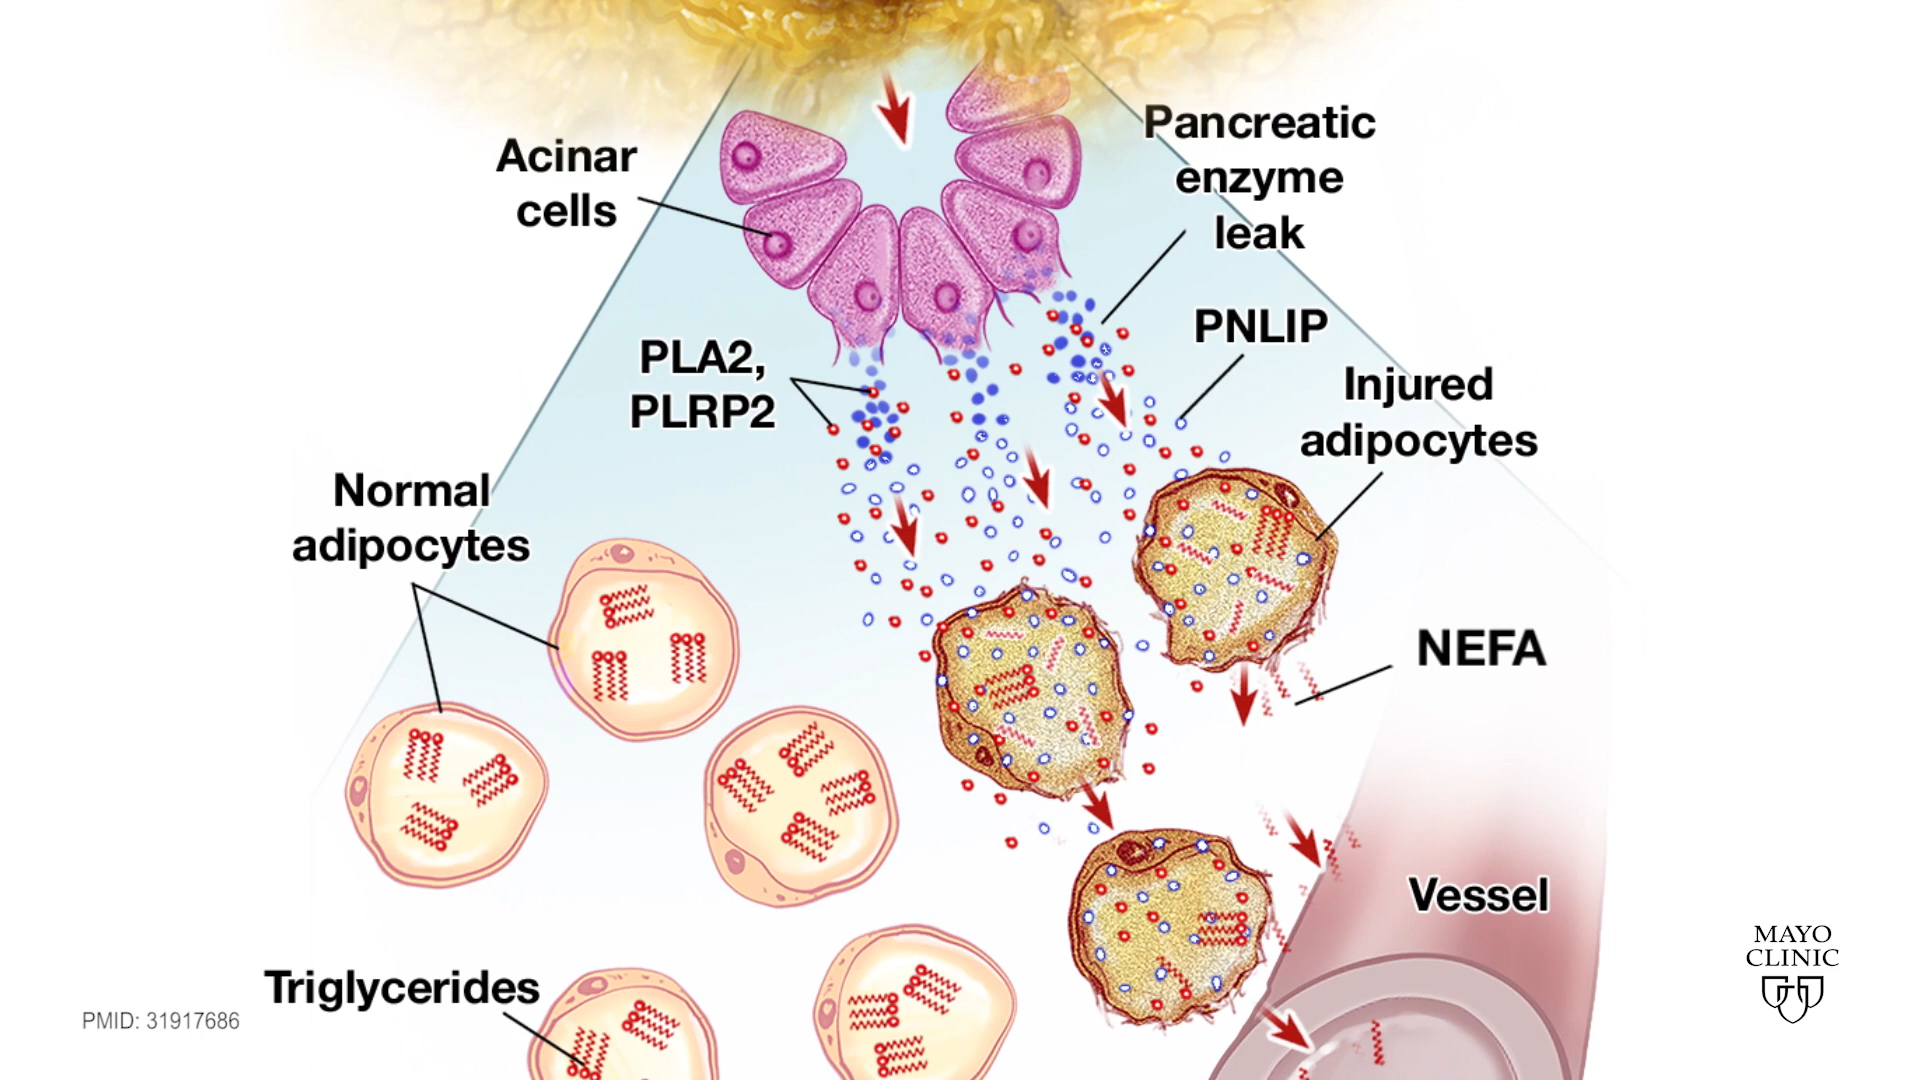 Acinar
cells
Pancreatic
enzyme
leak
PNLIP
PLA2,
PLRP2
Injured
adipocytes
Normal
adipocytes
NEFA
Vessel
Triglycerides
PMID: 31917686
MAYO
CLINIC